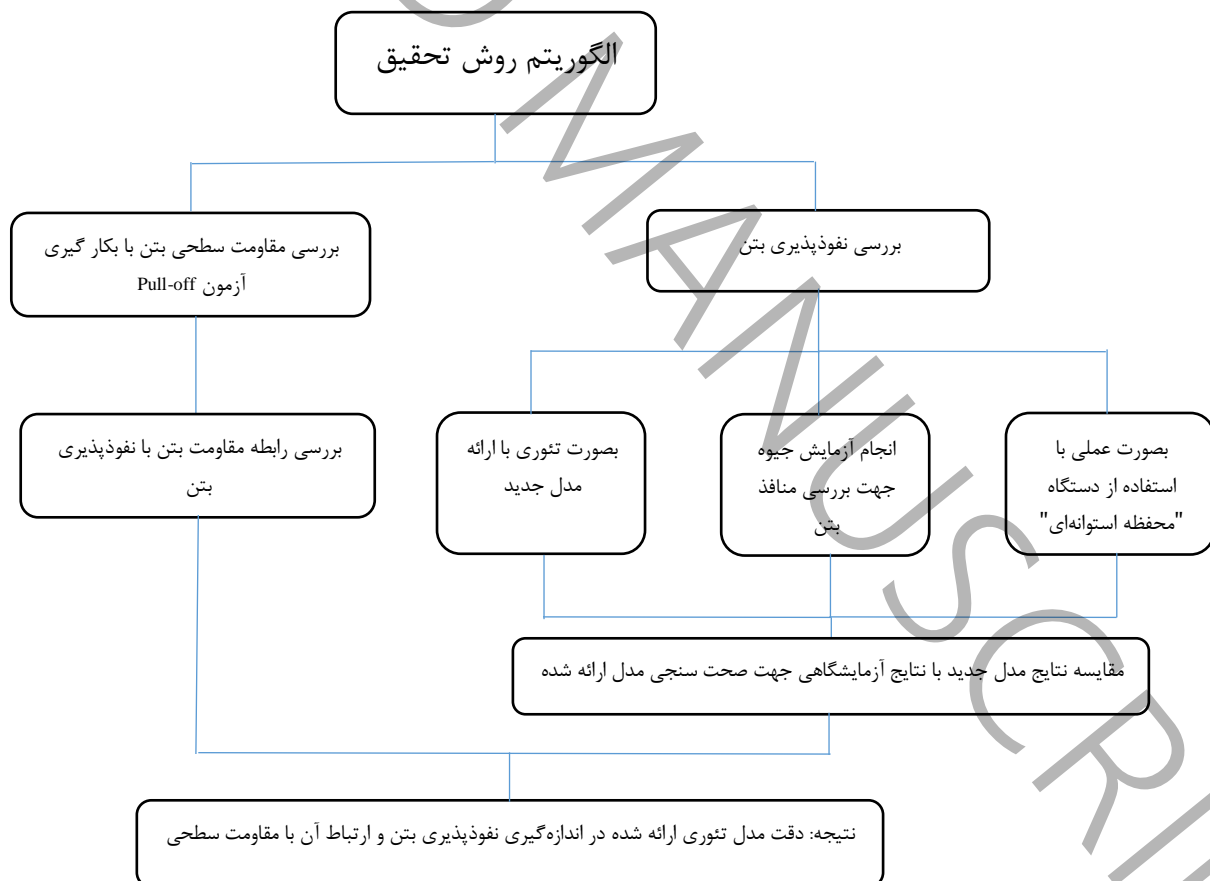 الگوریتم روش تحقیق
بررسی نفوذپذیری بتن
بررسی مقاومت سطحی بتن با بکار گیری
آزمون Pull-off
بصورت عملی با
استفاده از دستگاه
"محفظه استوانه‌ای"
انجام آزمایش جیوه
جهت بررسی منافذ
بتن
بصورت تئوری با ارائه
مدل جدید
بررسی رابطه مقاومت بتن با نفوذپذیری
بتن
مقایسه نتایج مدل جدید با نتایج آزمایشگاهی جهت صحت سنجی مدل ارائه شده
نتیجه: دقت مدل تئوری ارائه شده در اندازه‌گیری نفوذپذیری بتن و ارتباط آن با مقاومت سطحی
MANUSCRI